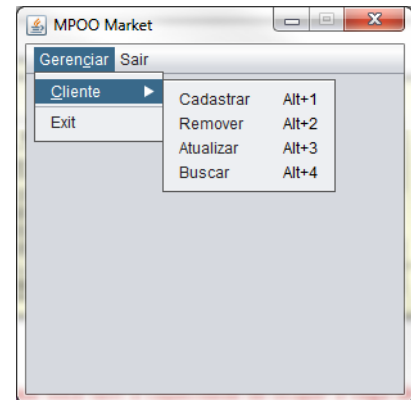 MPOO Market
Gerenciar Sair
Cliente
Exit
Cadastrar Alt+1
Remover Alt+2
Atualizar Alt+3
Buscar Alt+4